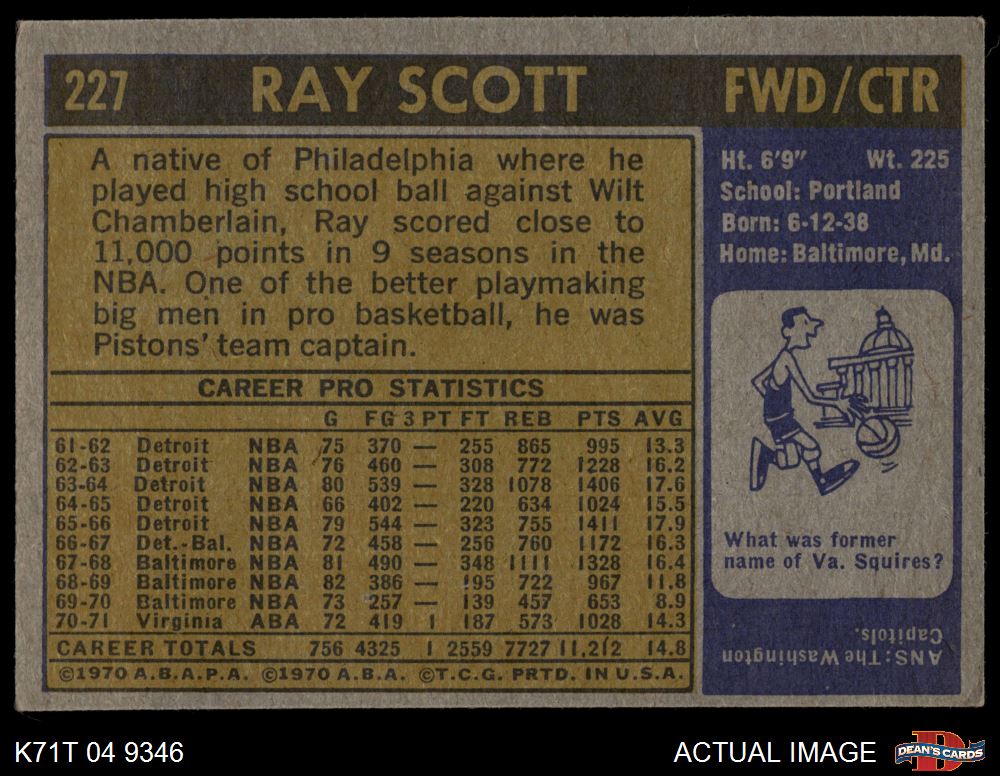 227 RAY SCOTT FWD/CTR
A native of Philadelphia where he
played high school ball against Wilt
Chamberlain, Ray scored close to
11,000 points in 9 seasons in the
NBA. One of the better playmaking
big men in pro basketball, he was
Pistons' team captain.
CAREER PRO STATISTICS
G FG 3 PT FT REB PTS AVG
61-62 Detroit NBA 75 370 — 255 865 995 13.3
62-63 Detroit NBA 76 460 — 308 772 1228 16.2
63-64 Detroit NBA 80 539 — 328 1078 1406 17.6
64-65 Detroit NBA 66 402 — 220 634 1024 15.5
65-66 Detroit NBA 79 544 — 323 755 1411 17.9
66-67 Det.-Bal. NBA 72 458 — 256 760 1172 16.3
67-68 Baltimore NBA 81 490 — 348 1111 1328 16.4
68-69 Baltimore NBA 82 386 — 195 722 967 11.8
69-70 Baltimore NBA 73 257 — 139 457 653 8.9
70-71 Virginia ABA 72 419 1 187 573 1028 14.3
CAREER TOTALS 756 4325 1 2559 7727 11,212 14.8
©1970 A.B.A.P.A. ©1970 A.B.A. ©T.C.G. PRTD. IN U.S.A.
Ht. 6'9" Wt. 225
School: Portland
Born: 6-12-38
Home: Baltimore, Md.
What was former
name of Va. Squires?
ANS: The Washington
Capitols.
K71T 04 9346
ACTUAL IMAGE
D
DEAN'S CARDS